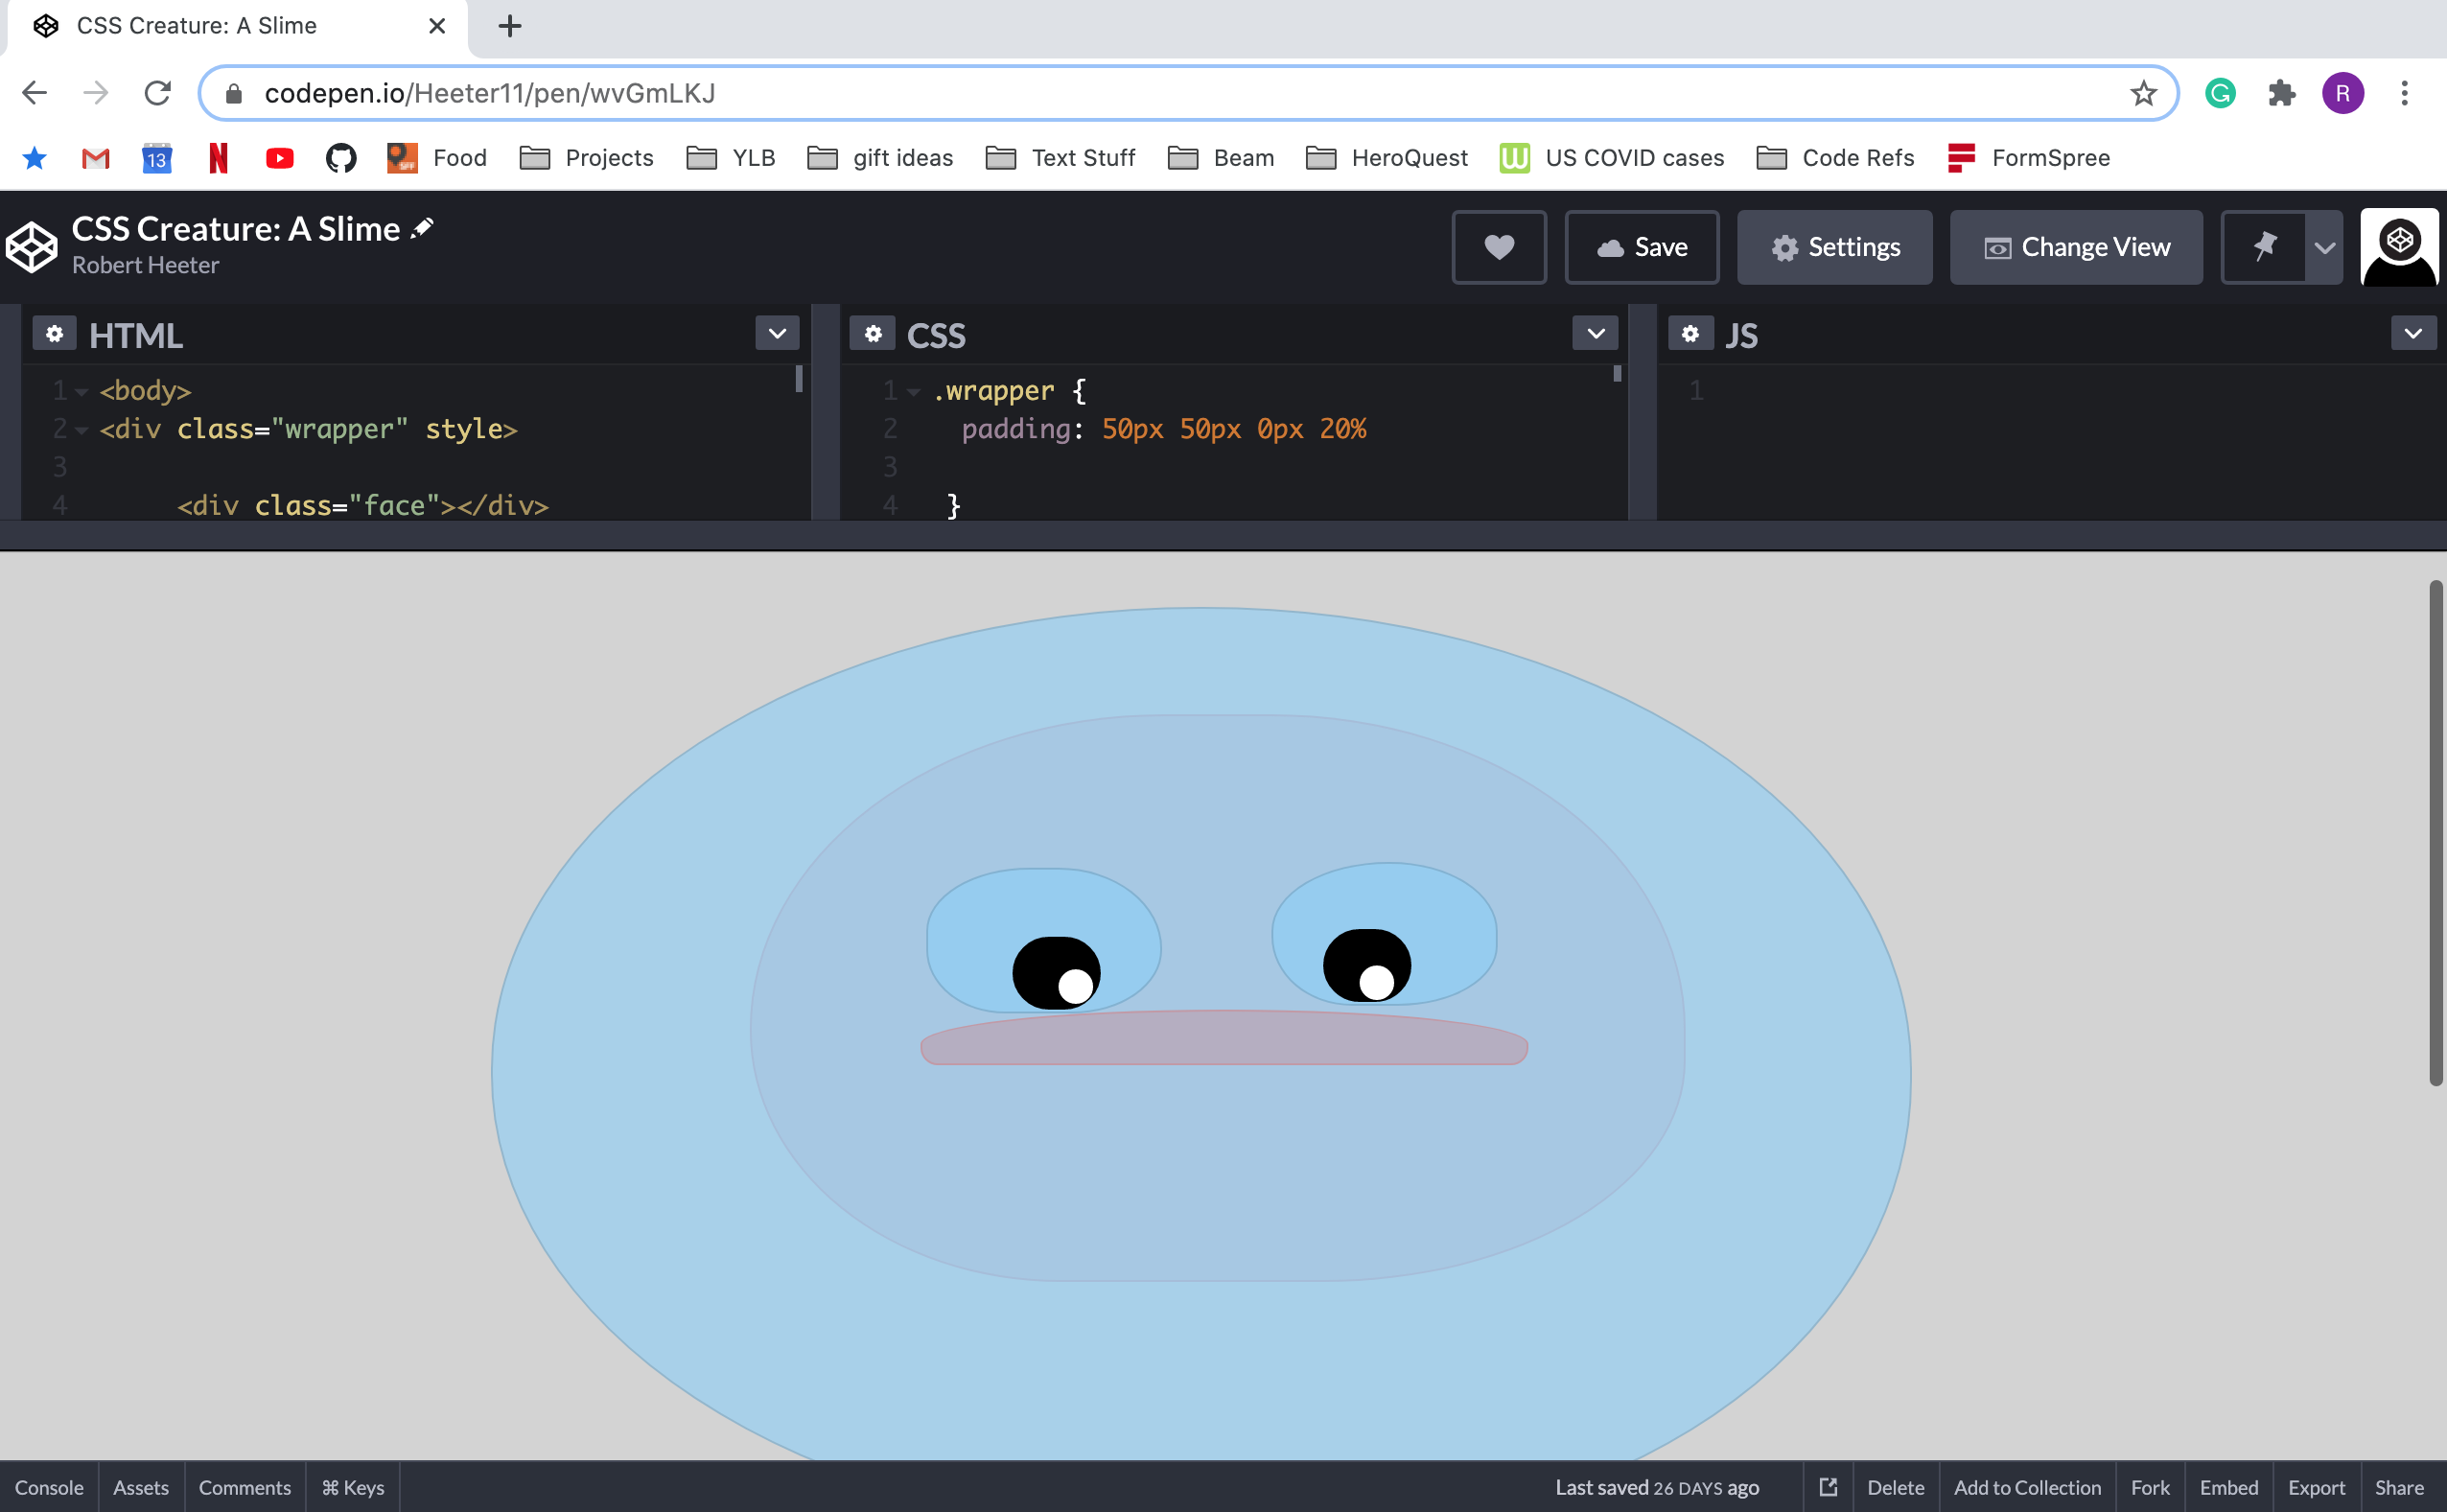 CSS Creature: A Slime
codepen.io/Heeter11/pen/wvGmLKJ
R
13
Food Projects YLB gift ideas Text Stuff Beam HeroQuest US COVID cases Code Refs FormSpree
CSS Creature: A Slime
Robert Heeter
Save Settings Change View
HTML
1 <body>
2 <div class="wrapper" style>
3
4 <div class="face"></div>
CSS
1 .wrapper {
2 padding: 50px 50px 0px 20%
3
4 }
JS
1
Console Assets Comments ⌘ Keys Last saved 26 DAYS ago Delete Add to Collection Fork Embed Export Share